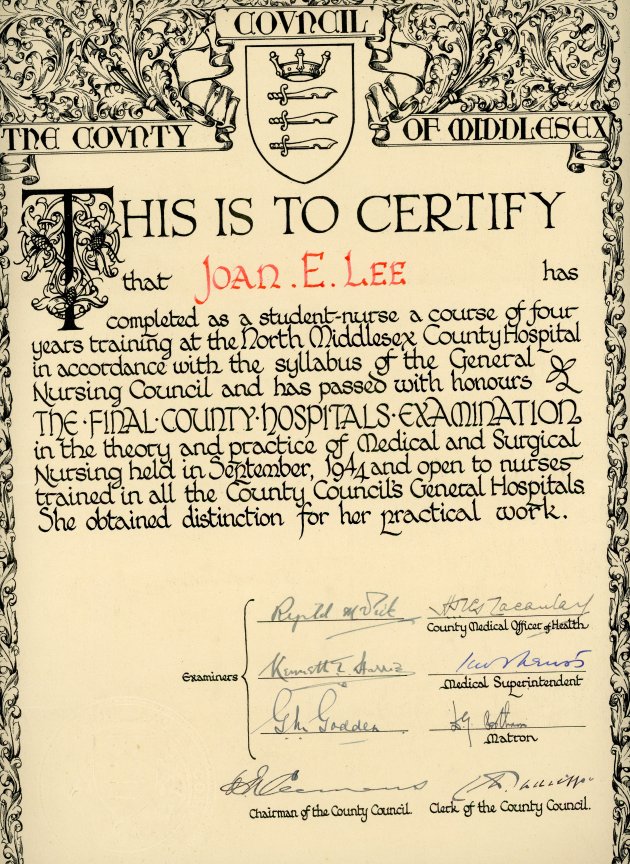 COVNCIL
THE COVNTY OF MIDDLESEX
THIS IS TO CERTIFY
that JOAN . E . LEE has
completed as a student-nurse a course of four
years training at the North Middlesex County Hospital
in accordance with the syllabus of the General
Nursing Council and has passed with honours
THE·FINAL·COUNTY·HOSPITALS·EXAMINATION
in the theory and practice of Medical and Surgical
Nursing held in September, 1944 and open to nurses
trained in all the County Council's General Hospitals.
She obtained distinction for her practical work.
County Medical Officer of Health
Examiners
Kenneth Harris
Medical Superintendent
G.M. Godden
Matron
Chairman of the County Council. Clerk of the County Council.